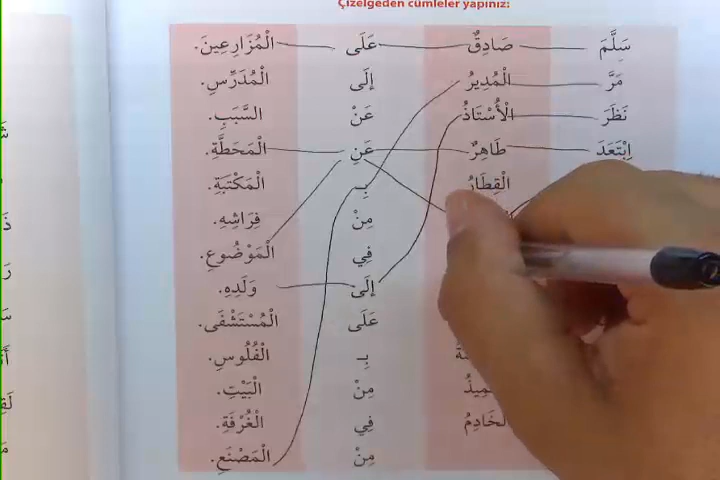 Çizelgeden cümleler yapınız:
سَلَّمَ صَادِقٌ عَلَى الْمُزَارِعِينَ.
مَرَّ الْمُدِيرُ إِلَى الْمُدَرِّسِ.
نَظَرَ الْأُسْتَاذُ عَنْ السَّبَبِ.
اِبْتَعَدَ طَاهِرٌ عَنِ الْمَحَطَّةِ.
الْقِطَارُ بِـ الْمَكْتَبَةِ.
مِنْ فِرَاشِهِ.
فِي الْمَوْضُوعِ.
إِلَى وَلَدِهِ.
عَلَى الْمُسْتَشْفَى.
بِـ الْفُلُوسِ.
مِنْ الْبَيْتِ.
الْخَادِمُ فِي الْغُرْفَةِ.
مِنْ الْمَصْنَعِ.